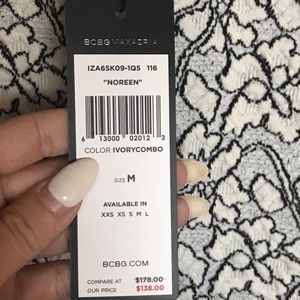 BCBGMAXAZRIA
IZA65K09-1Q5 116
"NOREEN"
6 13000 02012 3
COLOR IVORYCOMBO
SIZE M
AVAILABLE IN
XXS XS S M L
BCBG.COM
COMPARE AT $178.00
OUR PRICE $138.00